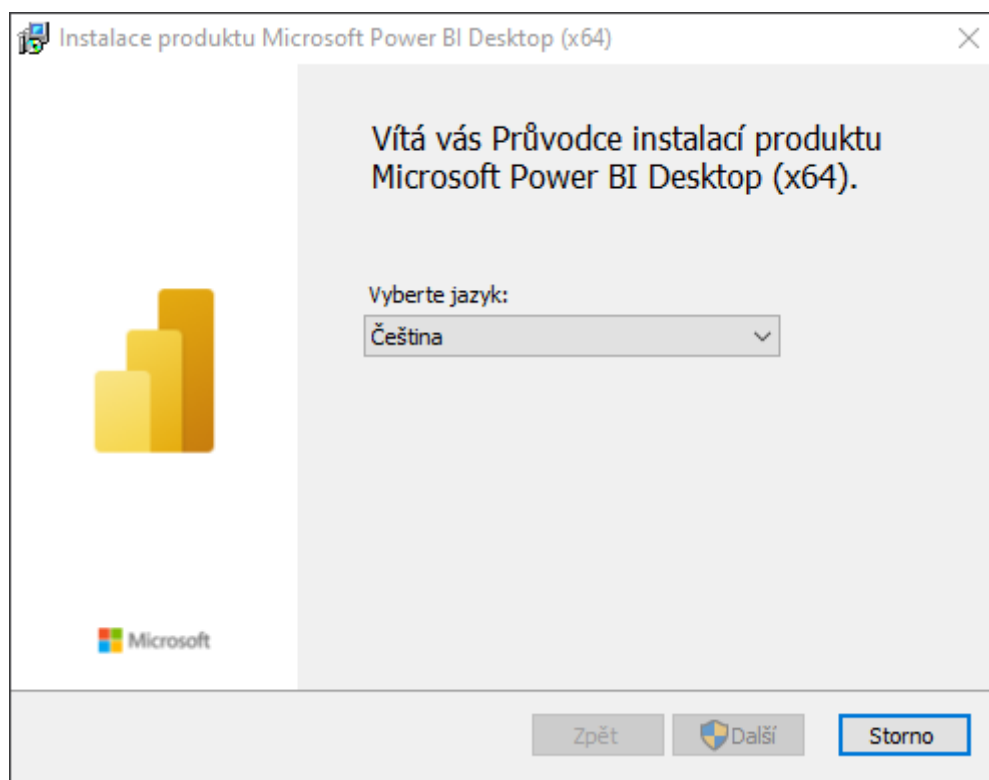 Instalace produktu Microsoft Power BI Desktop (x64)
Vítá vás Průvodce instalací produktu
Microsoft Power BI Desktop (x64).
Vyberte jazyk:
Čeština
Microsoft
Zpět
Další
Storno